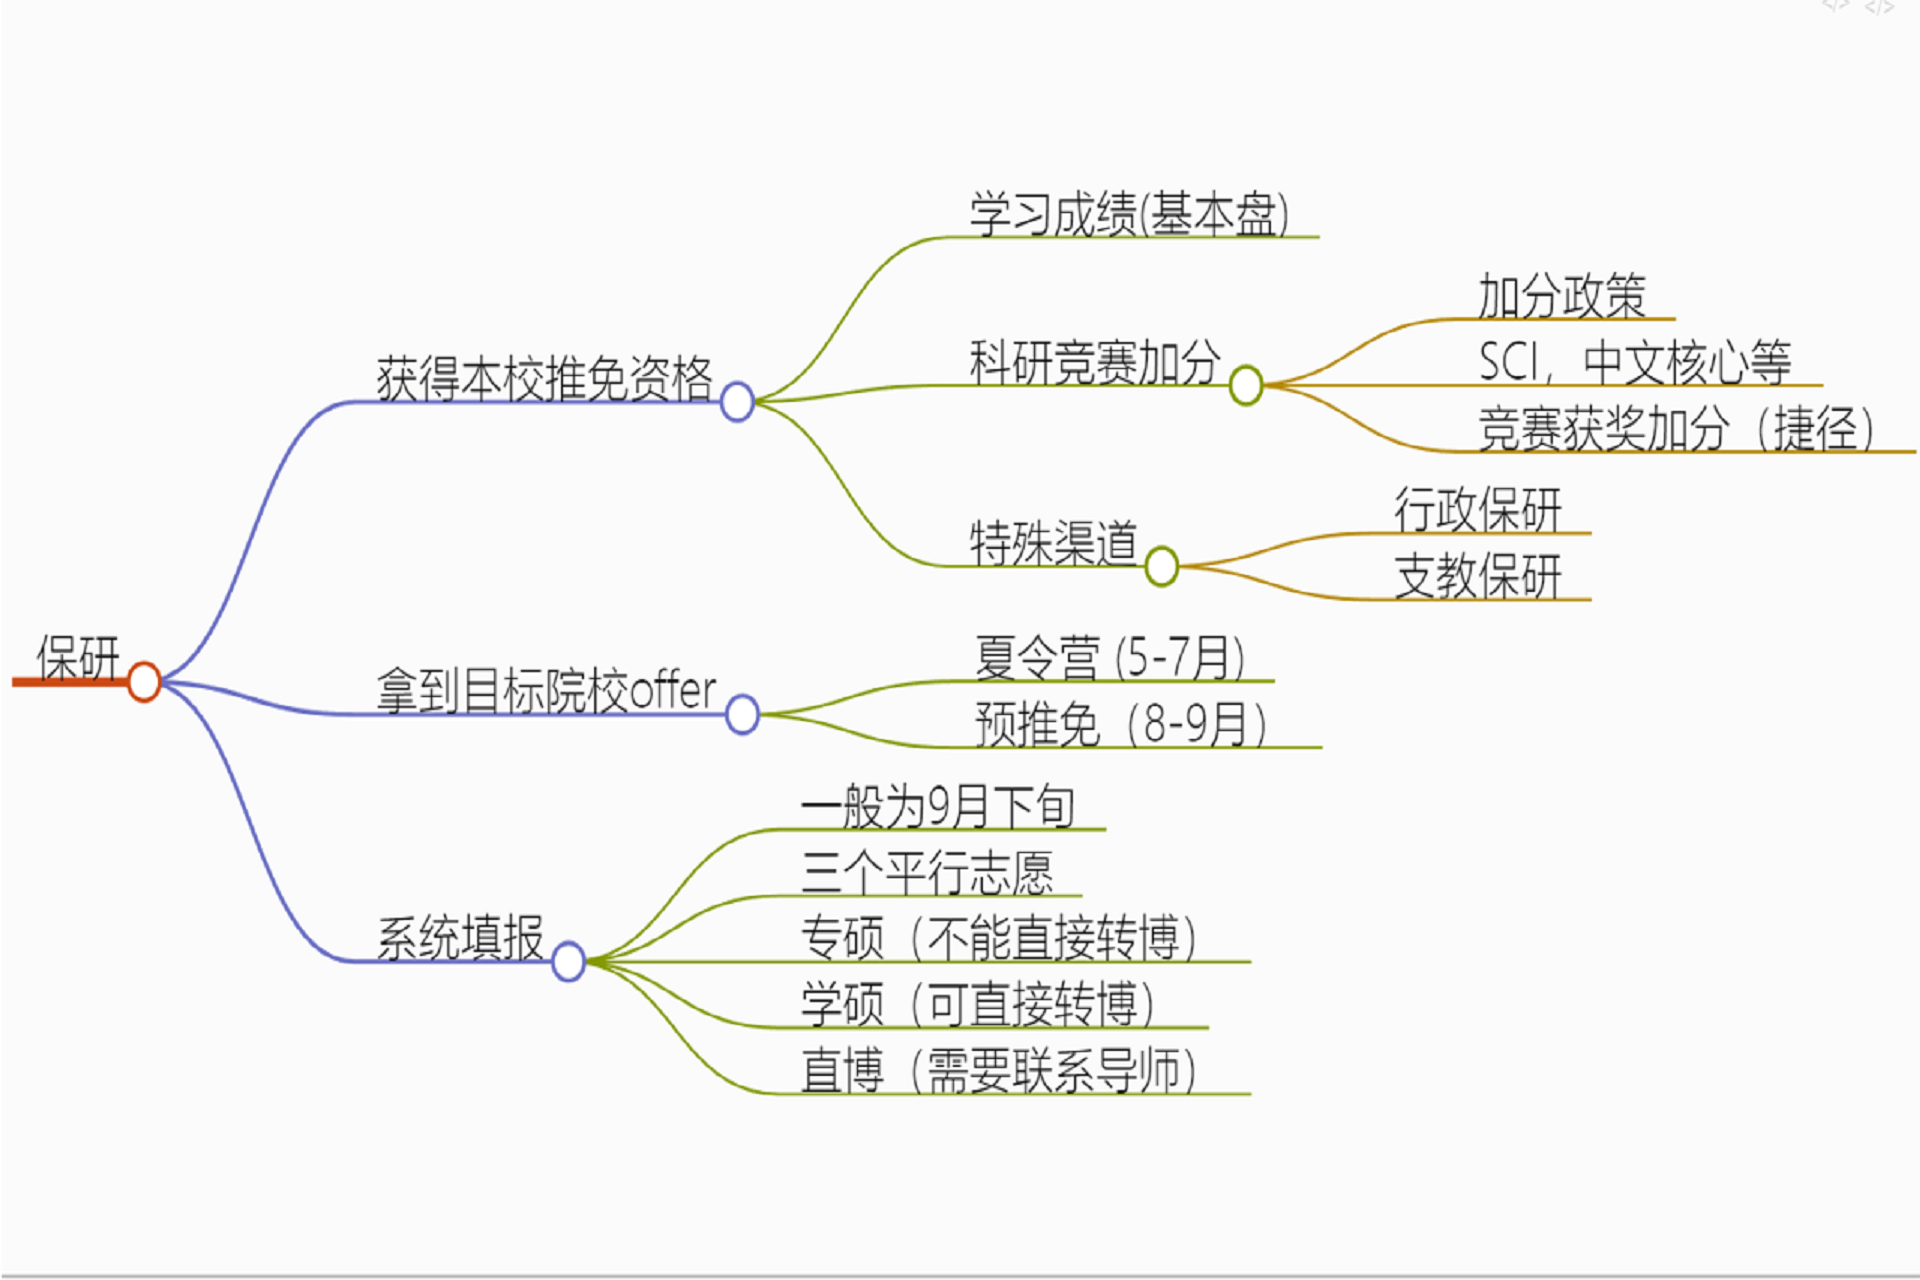 保研
获得本校推免资格
学习成绩(基本盘)
科研竞赛加分
加分政策
SCI，中文核心等
竞赛获奖加分（捷径）
特殊渠道
行政保研
支教保研
拿到目标院校offer
夏令营 (5-7月)
预推免（8-9月）
系统填报
一般为9月下旬
三个平行志愿
专硕（不能直接转博）
学硕（可直接转博）
直博（需要联系导师）